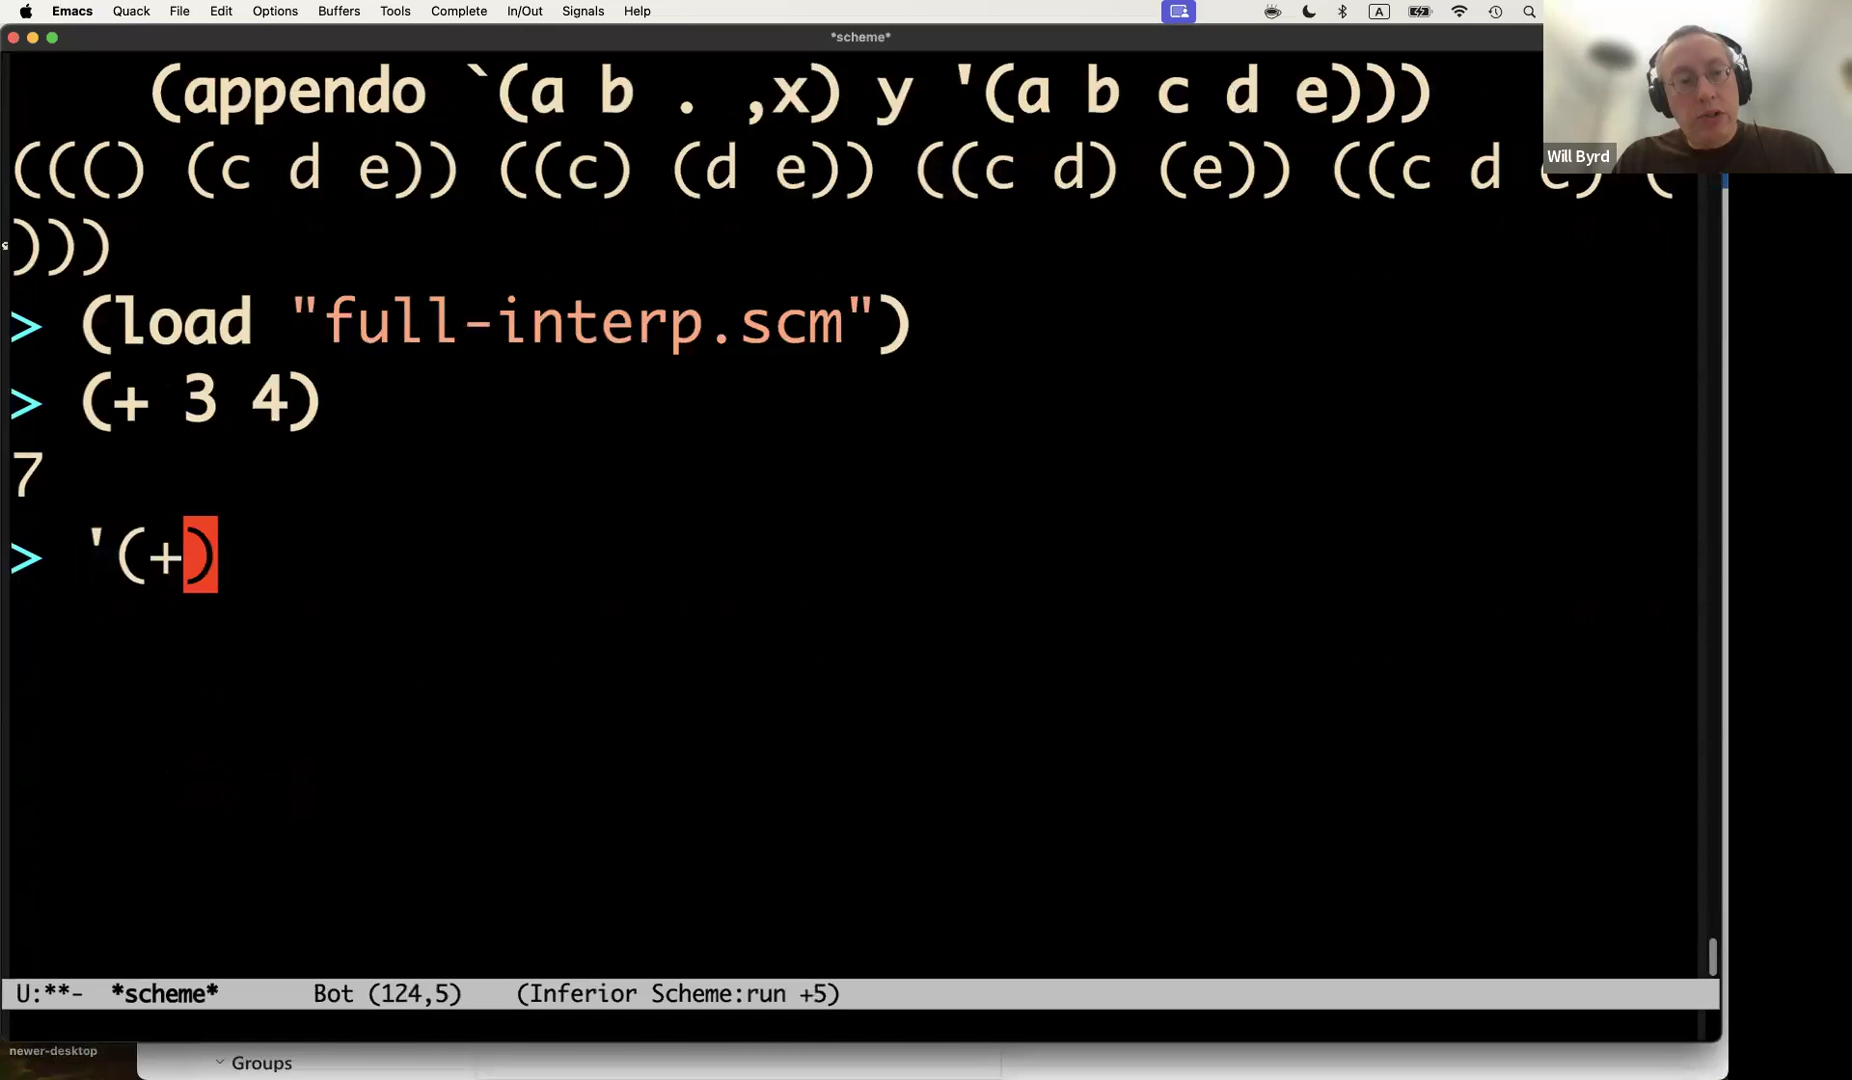 Emacs Quack File Edit Options Buffers Tools Complete In/Out Signals Help
*scheme*
(appendo `(a b . ,x) y '(a b c d e)))
((() (c d e)) ((c) (d e)) ((c d) (e)) ((c d e) (
)))
> (load "full-interp.scm")
> (+ 3 4)
7
> '(+)
Will Byrd
U:**- *scheme* Bot (124,5) (Inferior Scheme:run +5)
newer-desktop
Groups